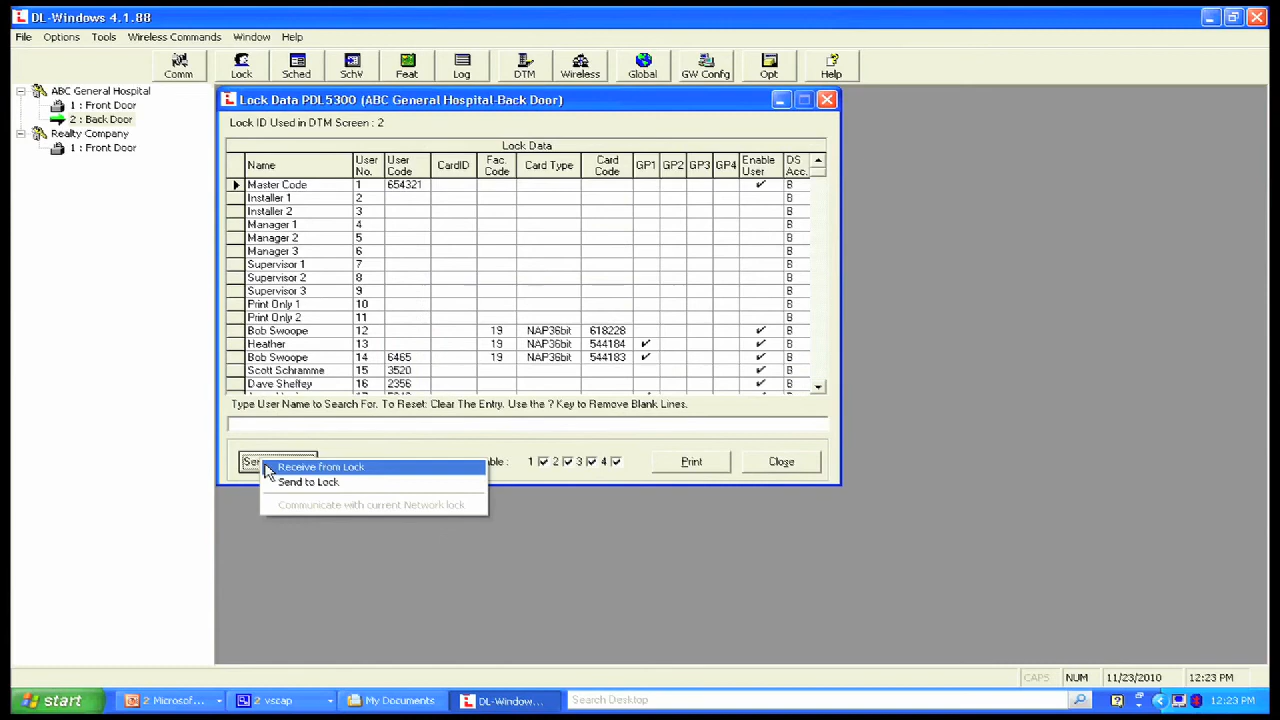 DL-Windows 4.1.88
File Options Tools Wireless Commands Window Help
Comm Lock Sched SchV Feat Log DTM Wireless Global GW Config Opt Help
ABC General Hospital
1 : Front Door
2 : Back Door
Realty Company
1 : Front Door
Lock Data PDL5300 (ABC General Hospital-Back Door)
Lock ID Used in DTM Screen : 2
Lock Data
Name User No. User Code CardID Fac. Code Card Type Card Code GP1 GP2 GP3 GP4 Enable User DS Acc.
Master Code 1 654321 ✓ B
Installer 1 2 B
Installer 2 3 B
Manager 1 4 B
Manager 2 5 B
Manager 3 6 B
Supervisor 1 7 B
Supervisor 2 8 B
Supervisor 3 9 B
Print Only 1 10 B
Print Only 2 11 B
Bob Swoope 12 19 NAP36bit 618228 ✓ B
Heather 13 19 NAP36bit 544184 ✓ ✓ B
Bob Swoope 14 6465 19 NAP36bit 544183 ✓ ✓ B
Scott Schramme 15 3520 ✓ B
Dave Sheffey 16 2356 ✓ B
Type User Name to Search For. To Reset: Clear The Entry. Use the ? Key to Remove Blank Lines.
1 2 3 4 Print Close
Receive from Lock
Send to Lock
Communicate with current Network lock
CAPS NUM 11/23/2010 12:23 PM
start 2 Microsof... 2 vscap My Documents DL-Window... Search Desktop 12:23 PM